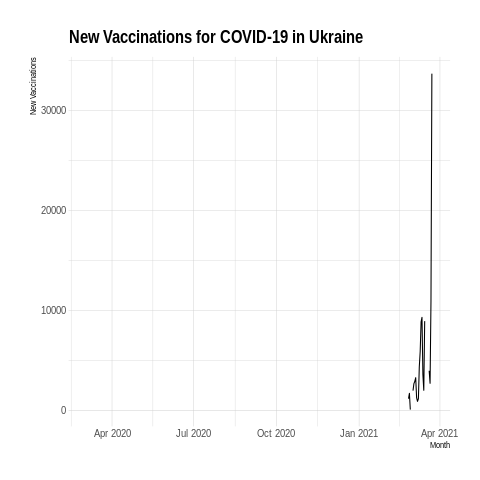 New Vaccinations for COVID-19 in Ukraine
New Vaccinations
30000
20000
10000
0
Apr 2020 Jul 2020 Oct 2020 Jan 2021 Apr 2021
Month